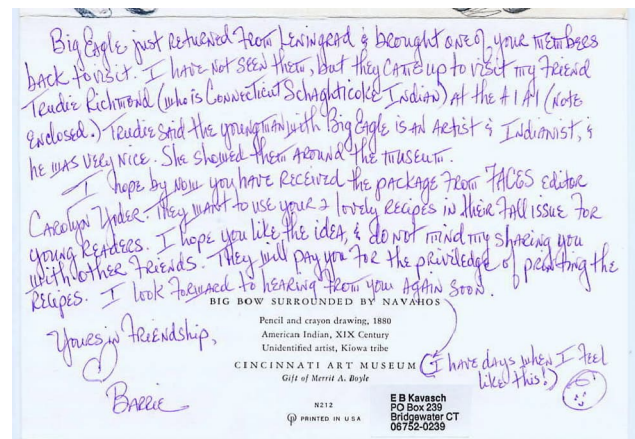 Big Eagle just returned from Leningrad & brought one of your members
back to visit. I have not seen them, but they came up to visit my friend
Trudie Richmond (who is Connecticut Schaghticoke Indian) at the AIAI (Note
Enclosed.) Trudie said the young man with Big Eagle is an artist & Indianist, &
he was very nice. She showed them around the museum.
I hope by now you have received the package from FACES editor
Carolyn Yoder. They want to use your 2 lovely recipes in their Fall issue for
young readers. I hope you like the idea, & do not mind my sharing you
with other friends. They will pay you for the priviledge of printing the
recipes. I look forward to hearing from you again soon.
BIG BOW SURROUNDED BY NAVAHOS
Pencil and crayon drawing, 1880
American Indian, XIX Century
Unidentified artist, Kiowa tribe
CINCINNATI ART MUSEUM
Gift of Merrit A. Boyle
Yours in Friendship,
Barrie
(I have days when I feel
like this!)
N212
PRINTED IN USA
E B Kavasch
PO Box 239
Bridgewater CT
06752-0239